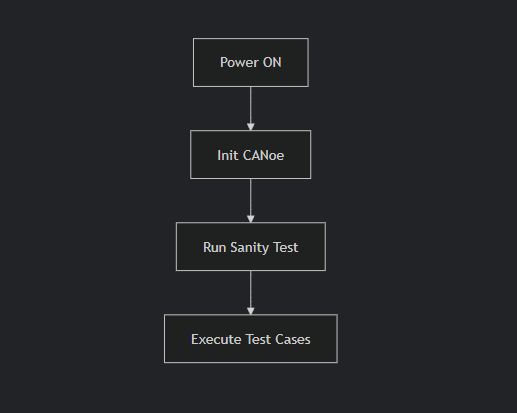 Power ON
Init CANoe
Run Sanity Test
Execute Test Cases